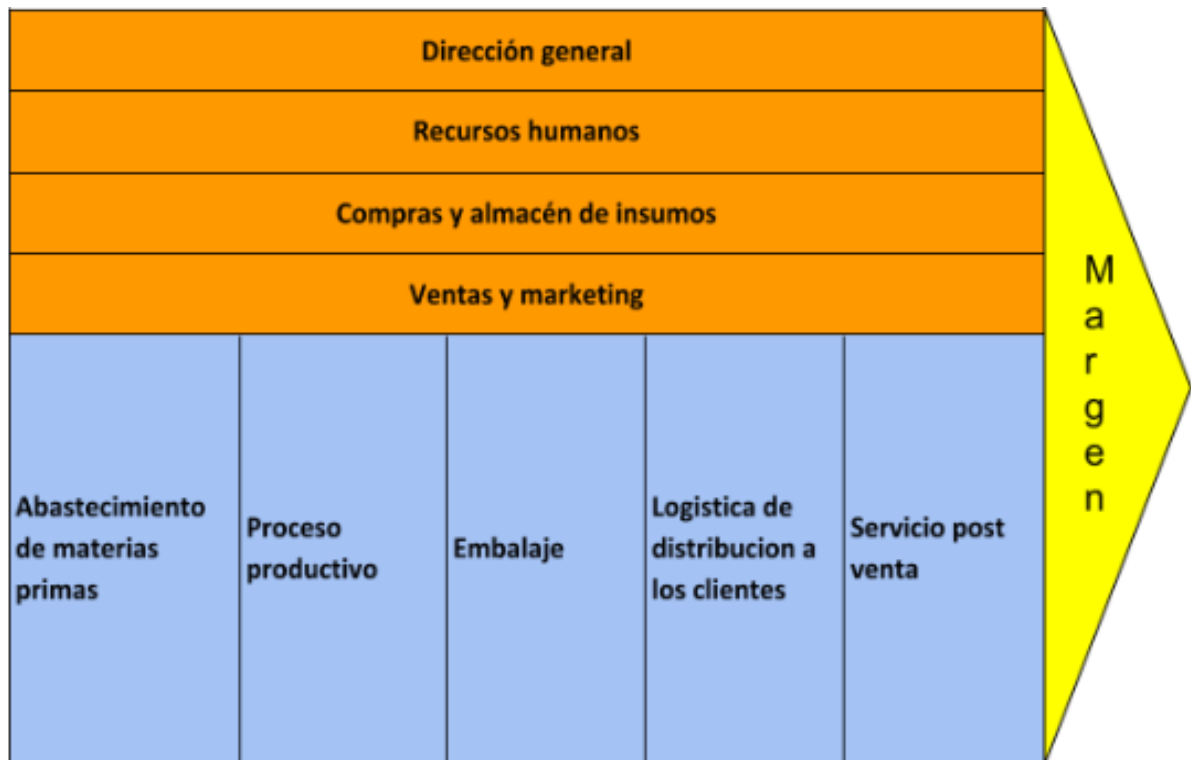 Dirección general
Recursos humanos
Compras y almacén de insumos
Ventas y marketing
Abastecimiento
de materias
primas
Proceso
productivo
Embalaje
Logistica de
distribucion a
los clientes
Servicio post
venta
Margen